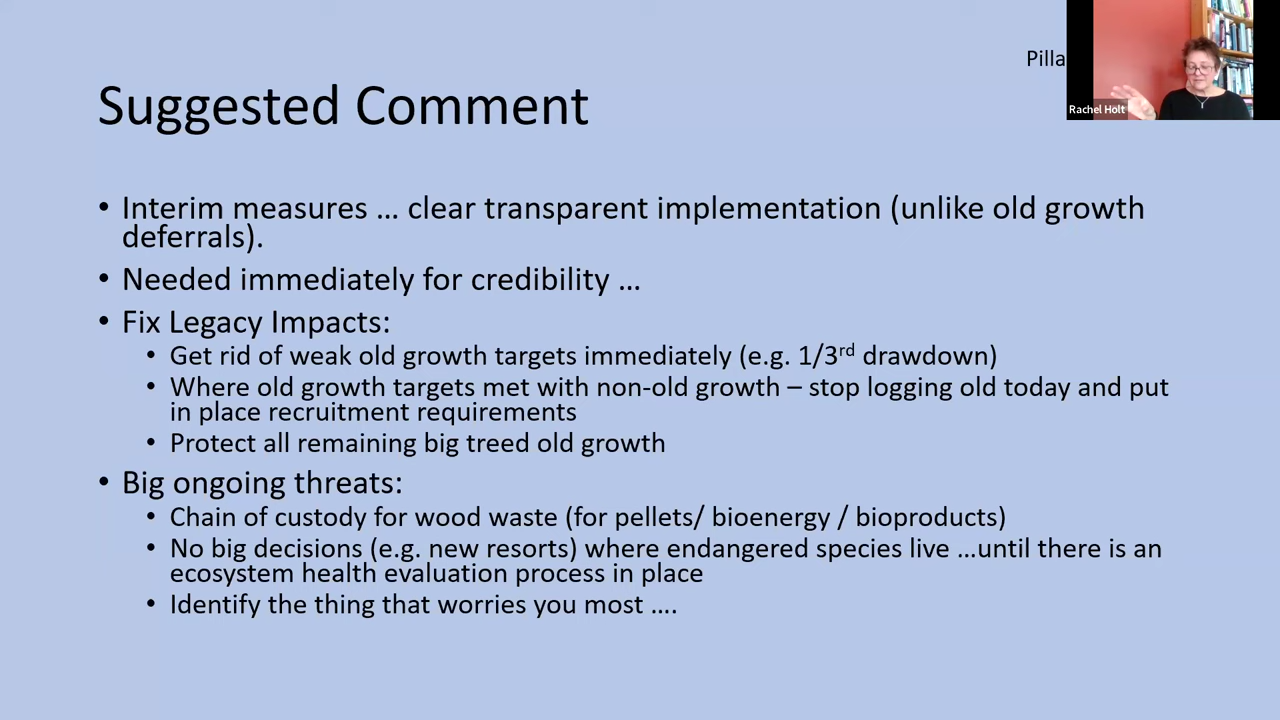 Pilla
Rachel Holt
Suggested Comment
• Interim measures … clear transparent implementation (unlike old growth
deferrals).
• Needed immediately for credibility …
• Fix Legacy Impacts:
• Get rid of weak old growth targets immediately (e.g. 1/3rd drawdown)
• Where old growth targets met with non-old growth – stop logging old today and put
in place recruitment requirements
• Protect all remaining big treed old growth
• Big ongoing threats:
• Chain of custody for wood waste (for pellets/ bioenergy / bioproducts)
• No big decisions (e.g. new resorts) where endangered species live …until there is an
ecosystem health evaluation process in place
• Identify the thing that worries you most ….